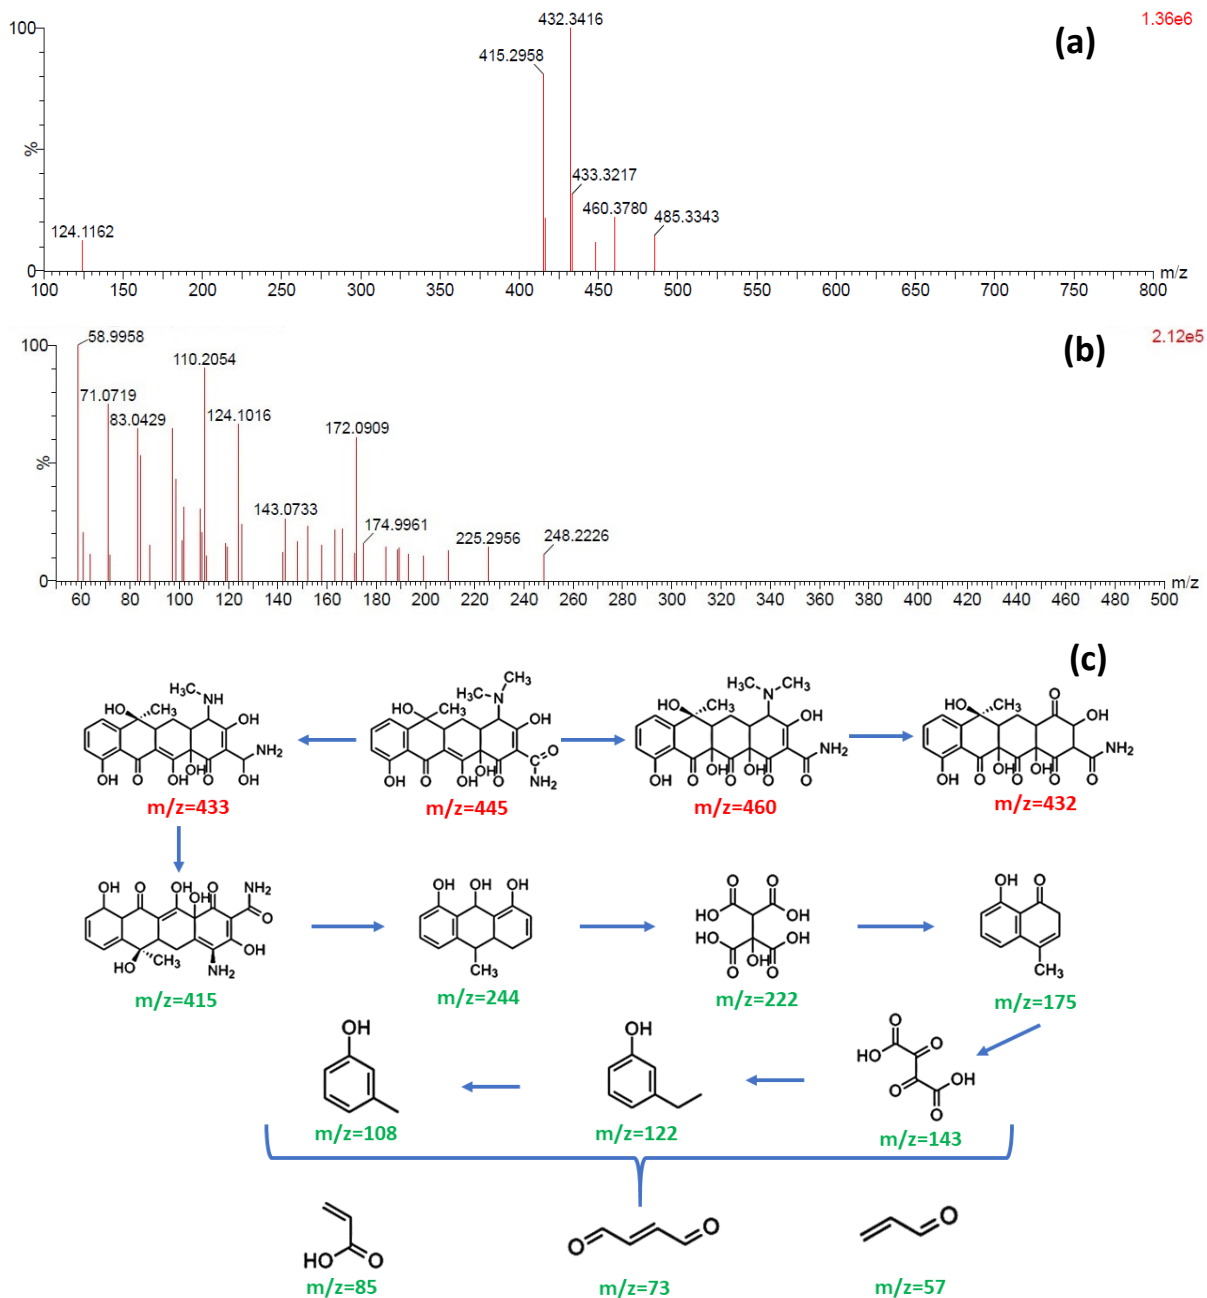 432.3416
1.36e6
(a)
100
415.2958
%
433.3217
460.3780
485.3343
124.1162
0
100 150 200 250 300 350 400 450 500 550 600 650 700 750 800
m/z
58.9958
2.12e5
(b)
100
110.2054
71.0719
83.0429
124.1016
172.0909
%
143.0733
174.9961
225.2956
248.2226
0
60 80 100 120 140 160 180 200 220 240 260 280 300 320 340 360 380 400 420 440 460 480 500
m/z
(c)
H₃C NH
HO CH₃
OH
NH₂
OH O OH OH O OH
m/z=433
CH₃
H₃C N CH₃
HO CH₃
OH
C O
OH O OH OH O NH₂
m/z=445
H₃C N CH₃
HO CH₃
OH
NH₂
OH O O OH OH O O
m/z=460
O
HO CH₃
OH
NH₂
OH O OH O OH O O
m/z=432
OH O OH OH O NH₂
O
OH
HO CH₃ NH₂
m/z=415
OH OH OH
CH₃
m/z=244
O O
HO OH
HO OH
O OH O
m/z=222
OH O
CH₃
m/z=175
OH
m/z=108
OH
m/z=122
O
HO O
O OH
O
m/z=143
HO O
m/z=85
O O
m/z=73
O
m/z=57